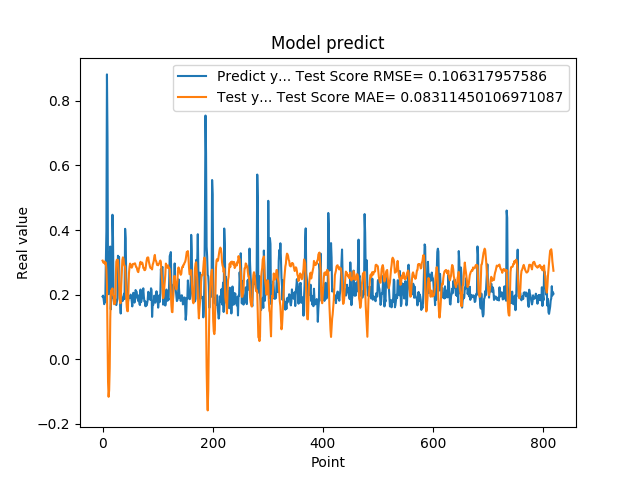 Model predict
Predict y... Test Score RMSE= 0.106317957586
Test y... Test Score MAE= 0.08311450106971087
Real value
0.8
0.6
0.4
0.2
0.0
−0.2
0
200
400
600
800
Point